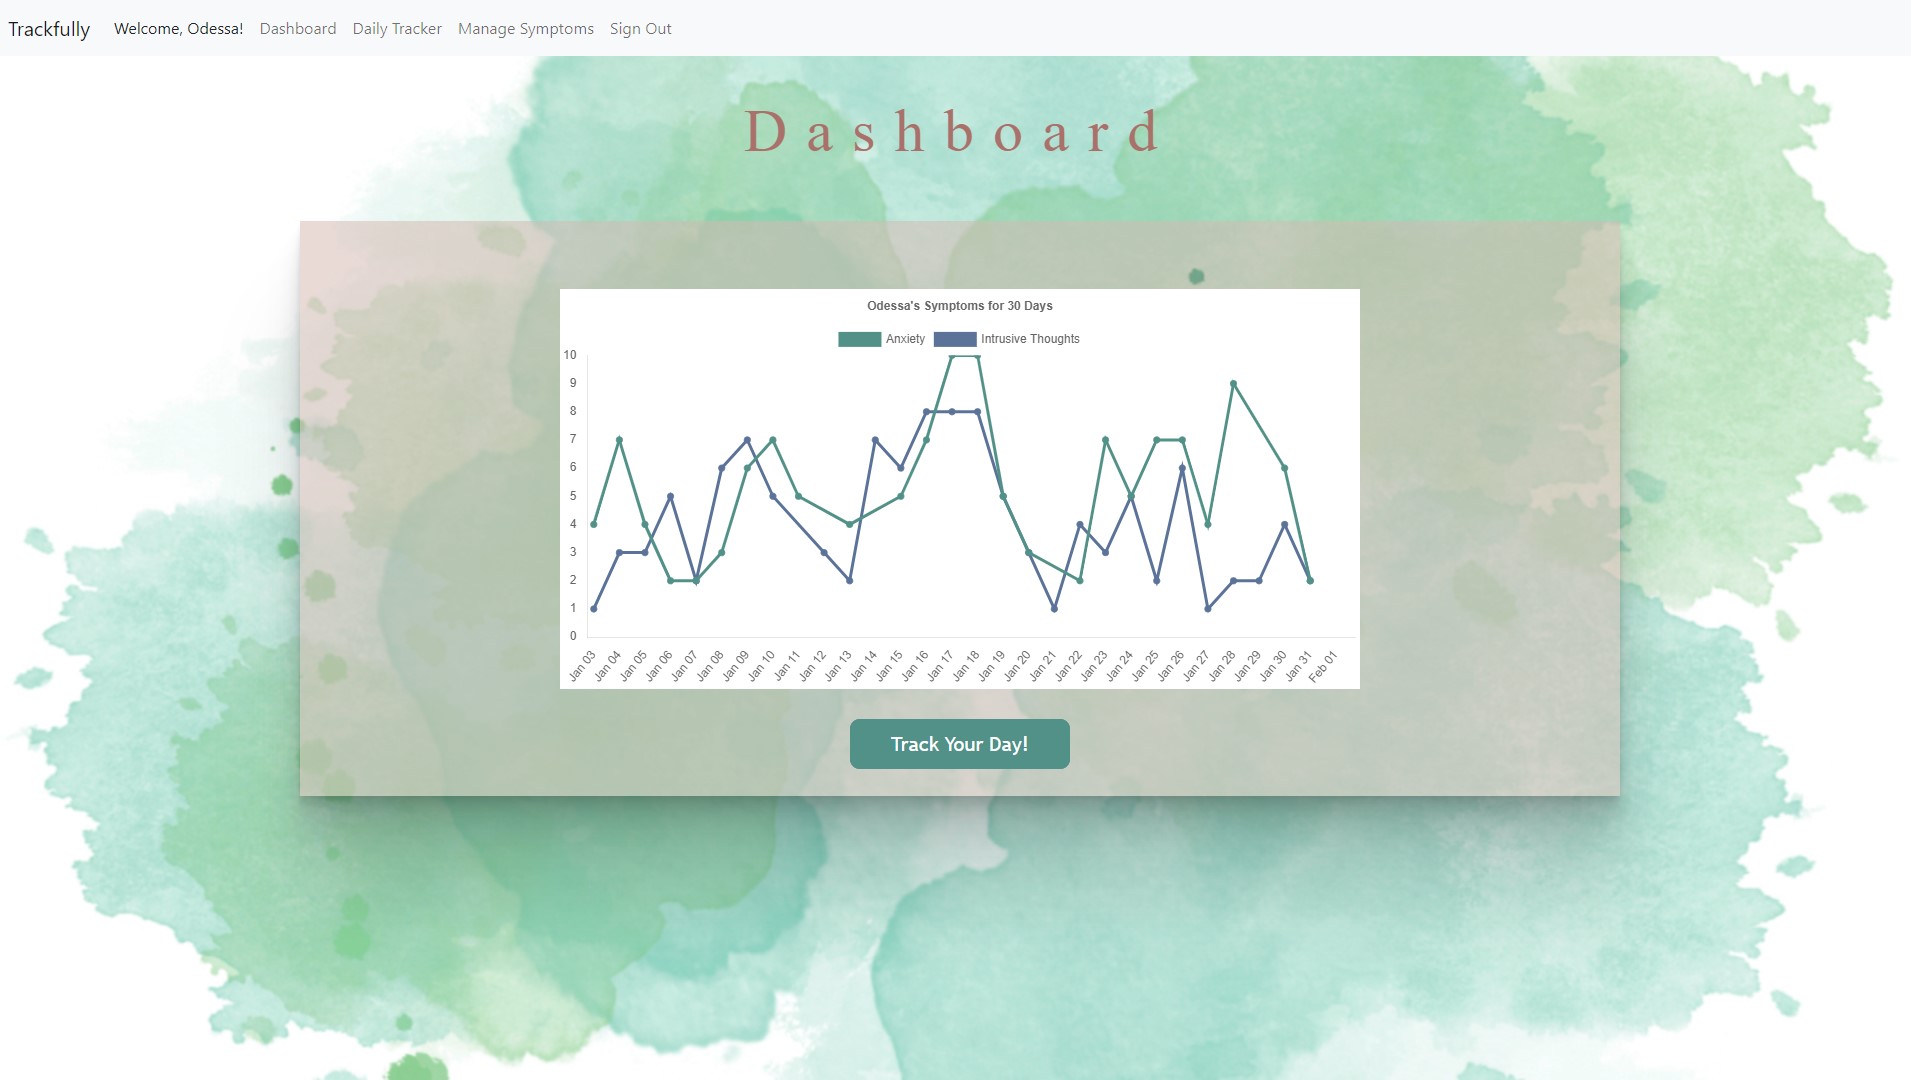 Trackfully Welcome, Odessa! Dashboard Daily Tracker Manage Symptoms Sign Out
Dashboard
Odessa's Symptoms for 30 Days
Anxiety Intrusive Thoughts
10
9
8
7
6
5
4
3
2
1
0
Jan 03 Jan 04 Jan 05 Jan 06 Jan 07 Jan 08 Jan 09 Jan 10 Jan 11 Jan 12 Jan 13 Jan 14 Jan 15 Jan 16 Jan 17 Jan 18 Jan 19 Jan 20 Jan 21 Jan 22 Jan 23 Jan 24 Jan 25 Jan 26 Jan 27 Jan 28 Jan 29 Jan 30 Jan 31 Feb 01
Track Your Day!